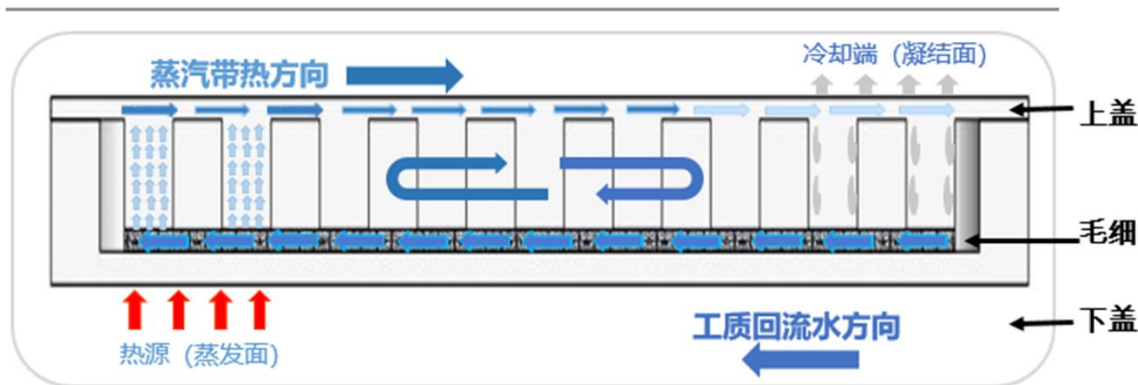 冷却端 (凝结面)
蒸汽带热方向
上盖
毛细
工质回流水方向
下盖
热源 (蒸发面)